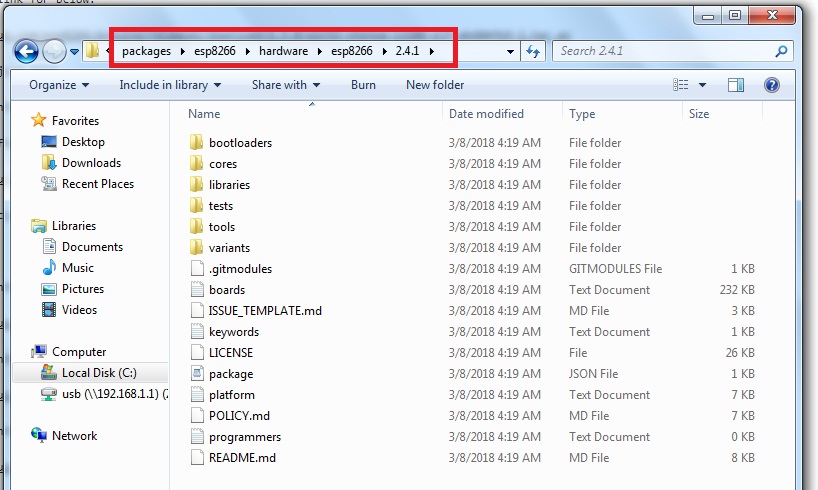 link for below.
packages esp8266 hardware esp8266 2.4.1 Search 2.4.1
Organize Include in library Share with Burn New folder
Favorites
Desktop
Downloads
Recent Places
Libraries
Documents
Music
Pictures
Videos
Computer
Local Disk (C:)
usb (\\192.168.1.1) (
Network
Name Date modified Type Size
bootloaders 3/8/2018 4:19 AM File folder
cores 3/8/2018 4:19 AM File folder
libraries 3/8/2018 4:19 AM File folder
tests 3/8/2018 4:19 AM File folder
tools 3/8/2018 4:19 AM File folder
variants 3/8/2018 4:19 AM File folder
.gitmodules 3/8/2018 4:19 AM GITMODULES File 1 KB
boards 3/8/2018 4:19 AM Text Document 232 KB
ISSUE_TEMPLATE.md 3/8/2018 4:19 AM MD File 3 KB
keywords 3/8/2018 4:19 AM Text Document 1 KB
LICENSE 3/8/2018 4:19 AM File 26 KB
package 3/8/2018 4:19 AM JSON File 1 KB
platform 3/8/2018 4:19 AM Text Document 7 KB
POLICY.md 3/8/2018 4:19 AM MD File 7 KB
programmers 3/8/2018 4:19 AM Text Document 0 KB
README.md 3/8/2018 4:19 AM MD File 8 KB